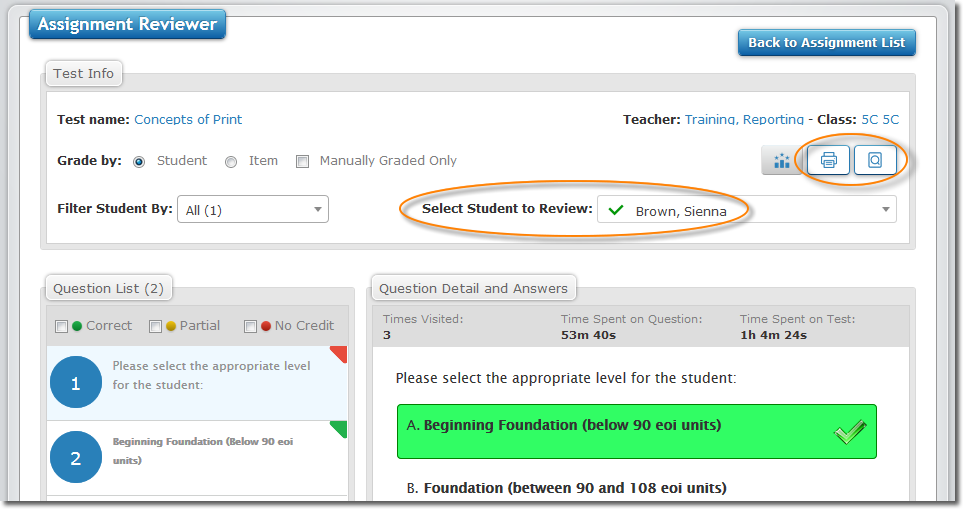 Assignment Reviewer
Back to Assignment List
Test Info
Test name: Concepts of Print
Teacher: Training, Reporting - Class: 5C 5C
Grade by: Student Item Manually Graded Only
Filter Student By: All (1)
Select Student to Review: Brown, Sienna
Question List (2)
Correct Partial No Credit
1
Please select the appropriate level
for the student:
2
Beginning Foundation (Below 90 eoi
units)
Question Detail and Answers
Times Visited: Time Spent on Question: Time Spent on Test:
3 53m 40s 1h 4m 24s
Please select the appropriate level for the student:
A. Beginning Foundation (below 90 eoi units)
B. Foundation (between 90 and 108 eoi units)